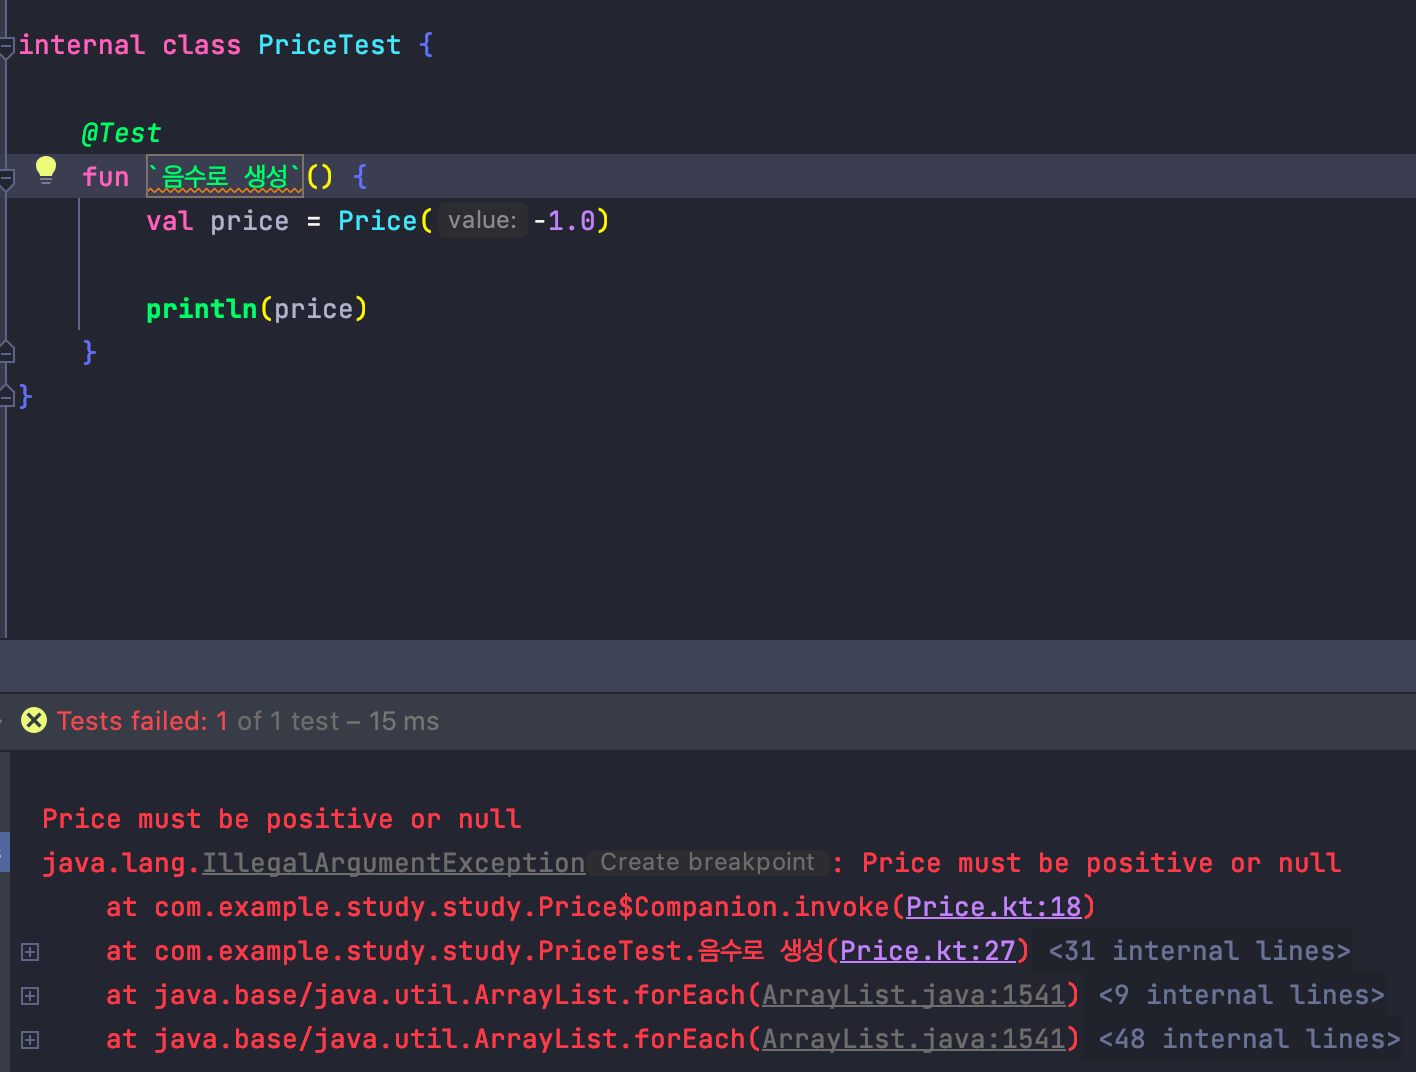 internal class PriceTest {
@Test
fun `음수로 생성`() {
val price = Price( value: -1.0)
println(price)
}
}
Tests failed: 1 of 1 test – 15 ms
Price must be positive or null
java.lang.IllegalArgumentException Create breakpoint : Price must be positive or null
at com.example.study.study.Price$Companion.invoke(Price.kt:18)
at com.example.study.study.PriceTest.음수로 생성(Price.kt:27) <31 internal lines>
at java.base/java.util.ArrayList.forEach(ArrayList.java:1541) <9 internal lines>
at java.base/java.util.ArrayList.forEach(ArrayList.java:1541) <48 internal lines>